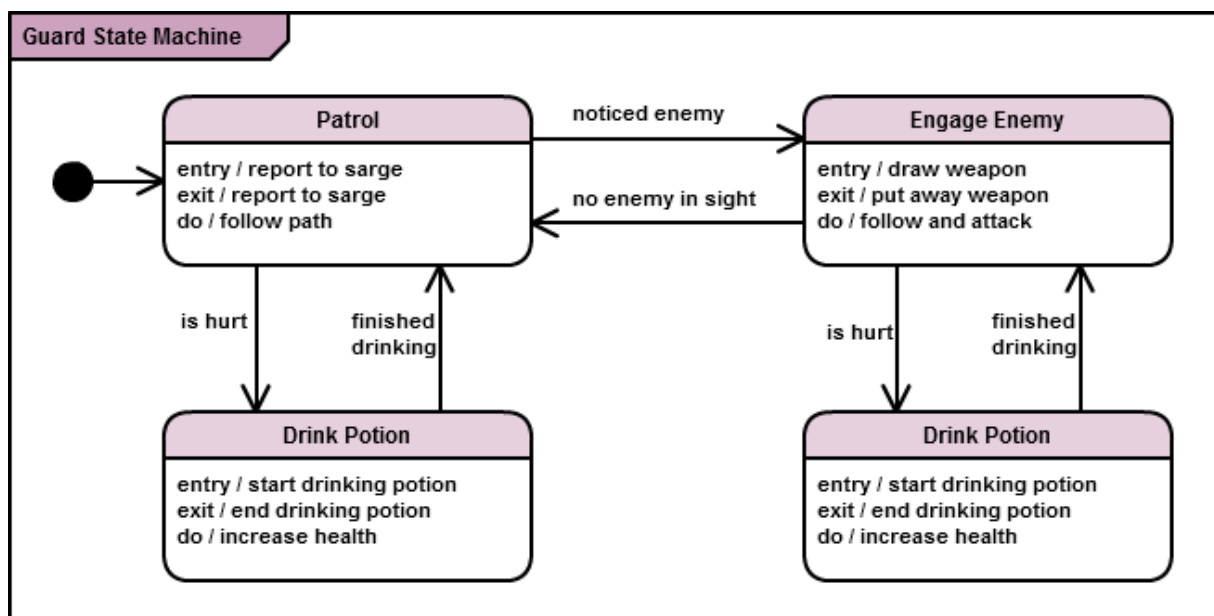 Guard State Machine
Patrol
entry / report to sarge
exit / report to sarge
do / follow path
noticed enemy
no enemy in sight
Engage Enemy
entry / draw weapon
exit / put away weapon
do / follow and attack
is hurt
finished
drinking
is hurt
finished
drinking
Drink Potion
entry / start drinking potion
exit / end drinking potion
do / increase health
Drink Potion
entry / start drinking potion
exit / end drinking potion
do / increase health